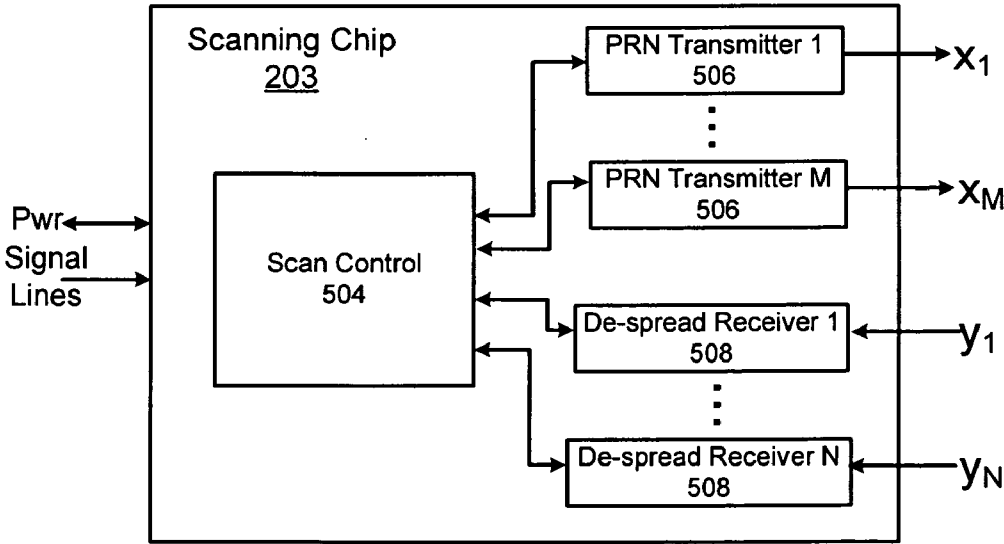 Scanning Chip
203
PRN Transmitter 1
506
X1
PRN Transmitter M
506
XM
Pwr
Signal
Lines
Scan Control
504
De-spread Receiver 1
508
y1
De-spread Receiver N
508
yN